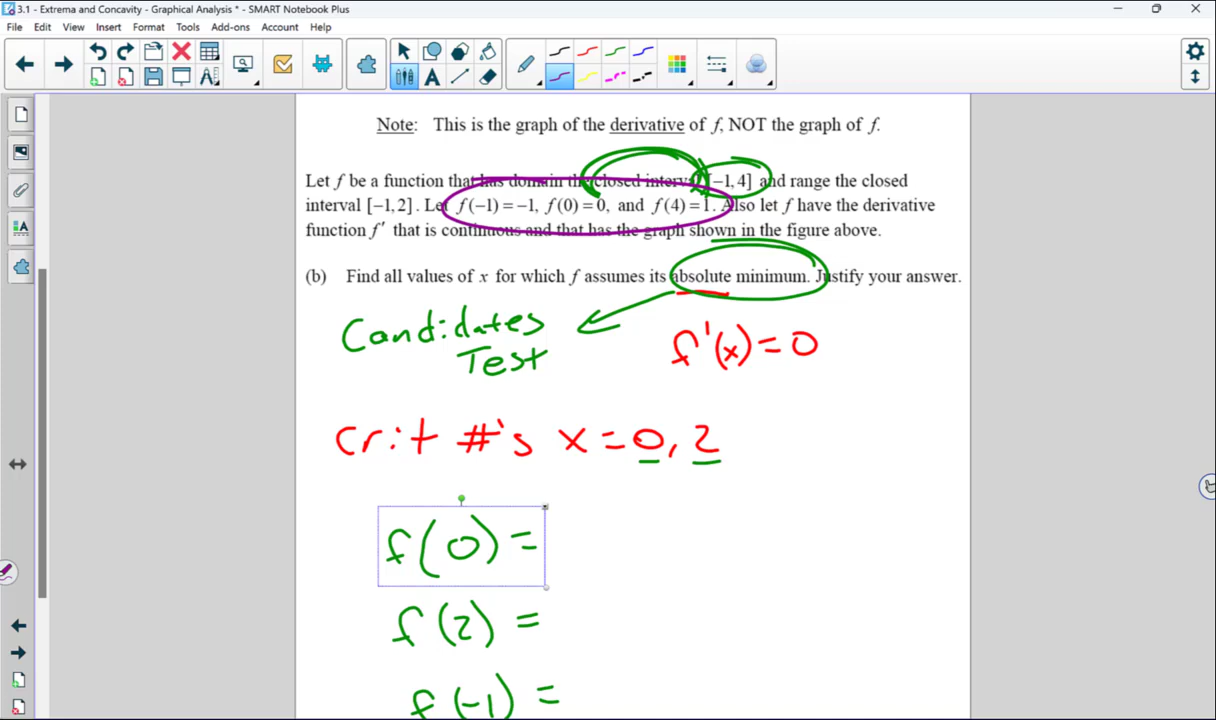 3.1 - Extrema and Concavity - Graphical Analysis * - SMART Notebook Plus
File Edit View Insert Format Tools Add-ons Account Help
Note: This is the graph of the derivative of f, NOT the graph of f.
Let f be a function that has domain the closed interval [−1, 4] and range the closed
interval [−1, 2]. Let f(−1) = −1, f(0) = 0, and f(4) = 1. Also let f have the derivative
function f′ that is continuous and that has the graph shown in the figure above.
(b) Find all values of x for which f assumes its absolute minimum. Justify your answer.
Candidates
Test
f'(x) = 0
crit #'s x = 0, 2
f(0) =
f(2) =
f(-1) =